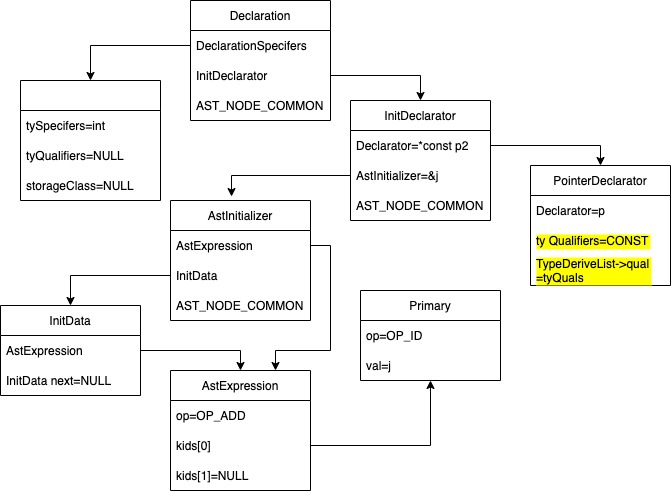 Declaration
DeclarationSpecifers
InitDeclarator
AST_NODE_COMMON
tySpecifers=int
tyQualifiers=NULL
storageClass=NULL
InitDeclarator
Declarator=*const p2
AstInitializer=&j
AST_NODE_COMMON
PointerDeclarator
Declarator=p
ty Qualifiers=CONST
TypeDeriveList->qual
=tyQuals
AstInitializer
AstExpression
InitData
AST_NODE_COMMON
InitData
AstExpression
InitData next=NULL
Primary
op=OP_ID
val=j
AstExpression
op=OP_ADD
kids[0]
kids[1]=NULL